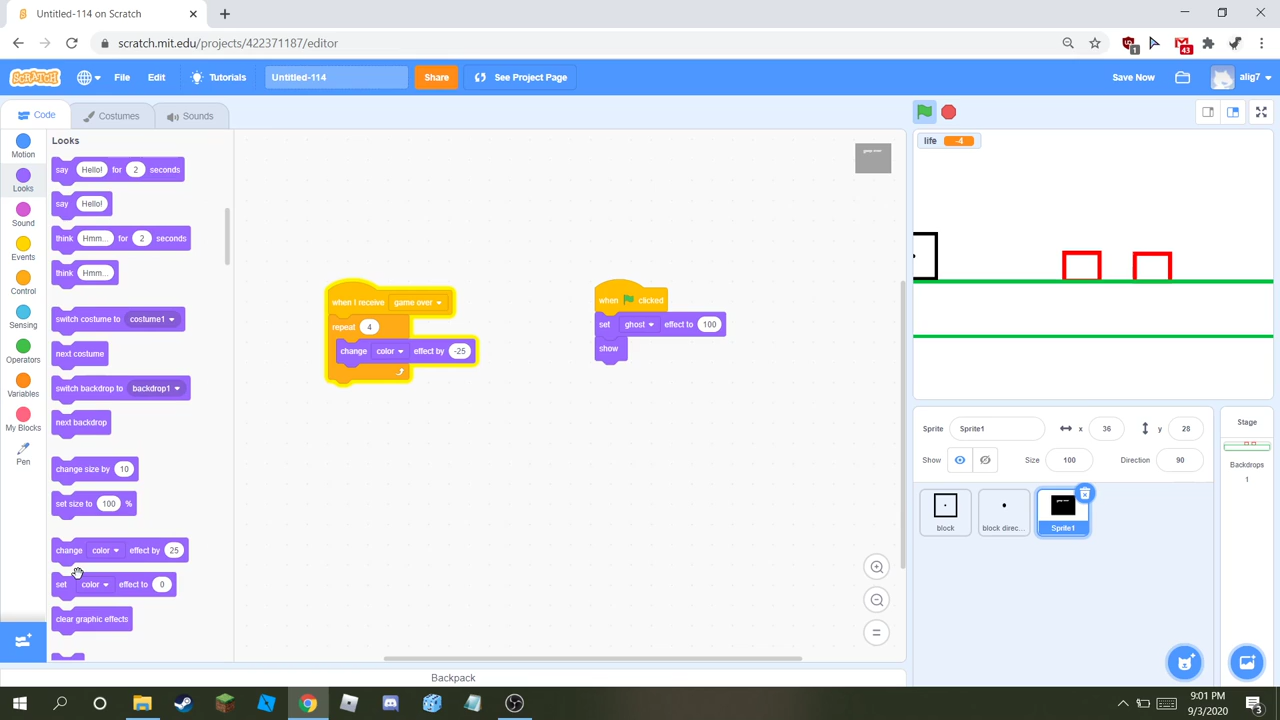 Untitled-114 on Scratch
scratch.mit.edu/projects/422371187/editor
1
43
SCRATCH
File
Edit
Tutorials
Untitled-114
Share
See Project Page
Save Now
alig7
Code
Costumes
Sounds
Motion
Looks
Sound
Events
Control
Sensing
Operators
Variables
My Blocks
Pen
Looks
say Hello! for 2 seconds
say Hello!
think Hmm... for 2 seconds
think Hmm...
switch costume to costume1
next costume
switch backdrop to backdrop1
next backdrop
change size by 10
set size to 100 %
change color effect by 25
set color effect to 0
clear graphic effects
when I receive game over
repeat 4
change color effect by -25
when clicked
set ghost effect to 100
show
life -4
Sprite Sprite1 x 36 y 28
Show Size 100 Direction 90
block
block direc...
Sprite1
Stage
Backdrops
1
Backpack
9:01 PM
9/3/2020
3